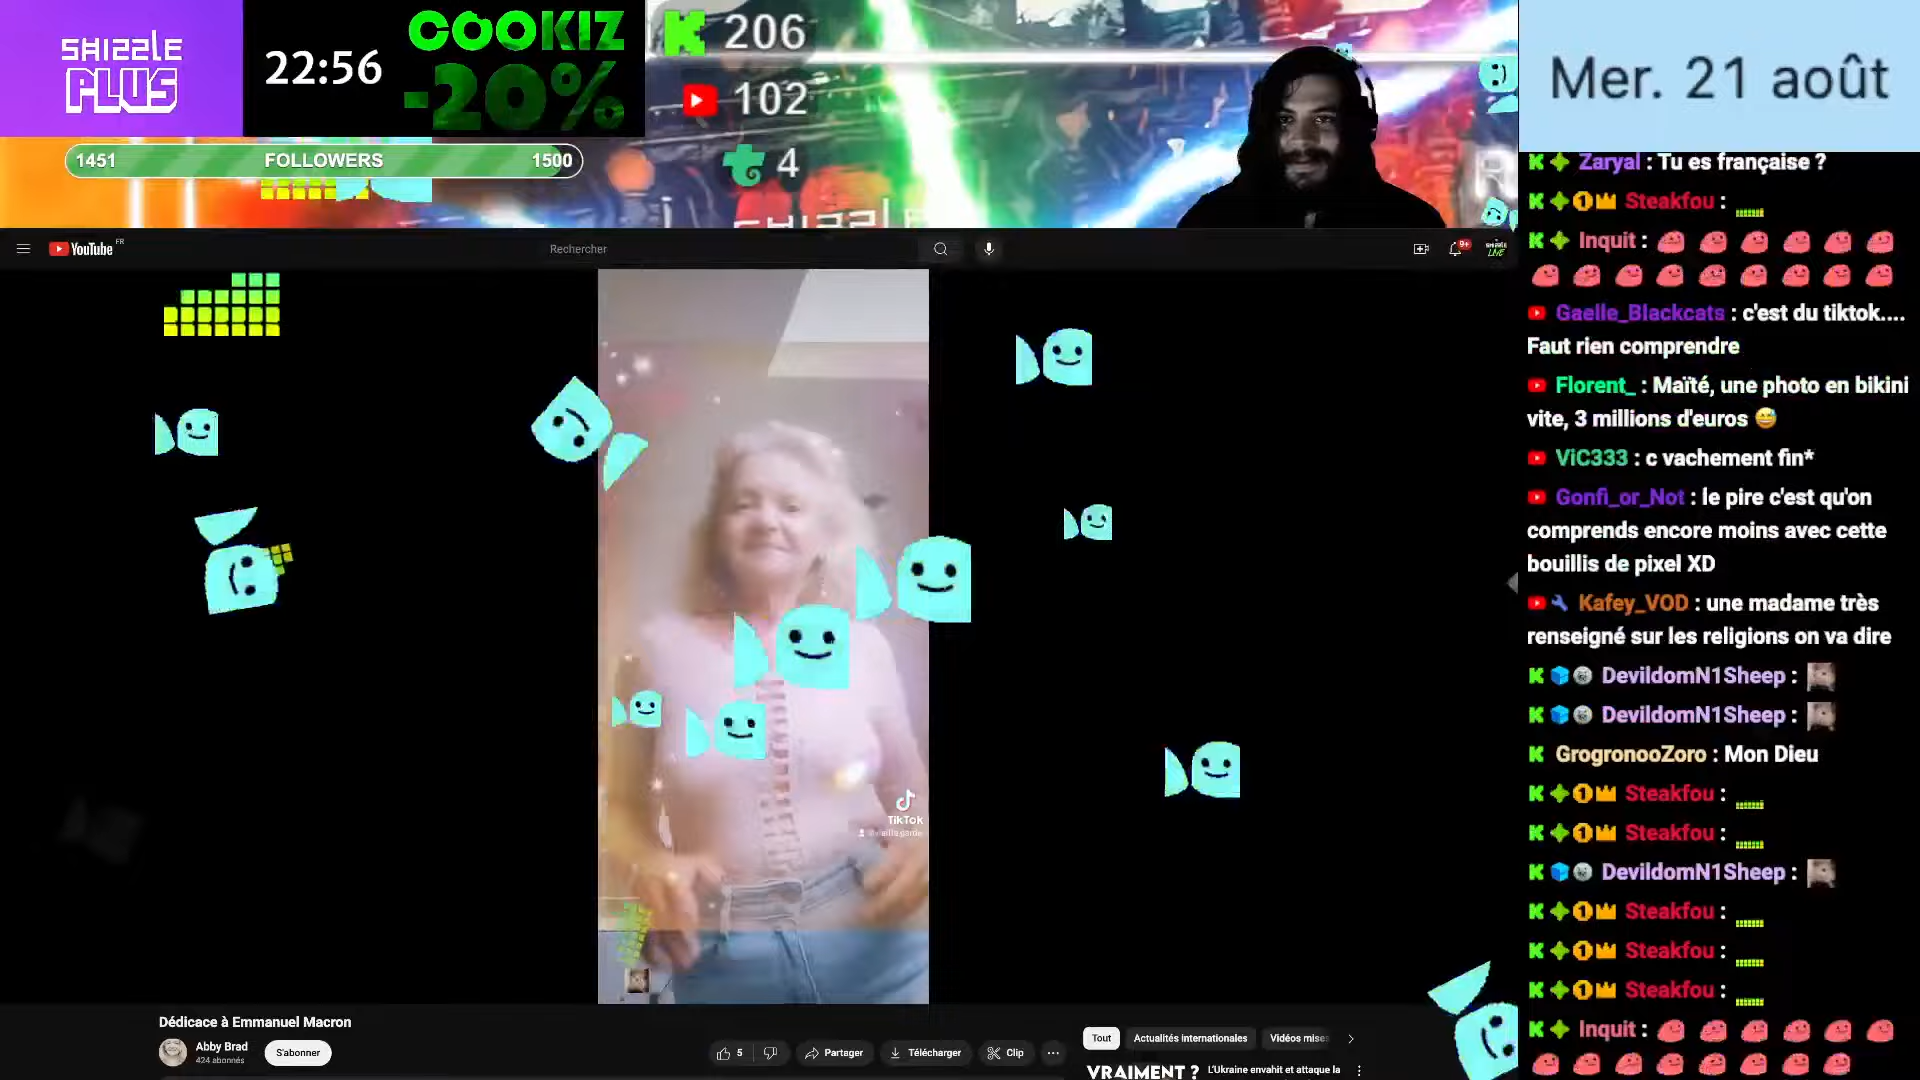 SHIZZLE
PLUS
22:56
COOKIZ
-20%
206
102
4
1451 FOLLOWERS 1500
SHIZZLE
Mer. 21 août
YouTube FR
Rechercher
9+
Zaryal : Tu es française ?
Steakfou :
Inquit :
Gaelle_Blackcats : c'est du tiktok....
Faut rien comprendre
Florent_ : Maïté, une photo en bikini
vite, 3 millions d'euros
ViC333 : c vachement fin*
Gonfi_or_Not : le pire c'est qu'on
comprends encore moins avec cette
bouillis de pixel XD
Kafey_VOD : une madame très
renseigné sur les religions on va dire
DevildomN1Sheep :
DevildomN1Sheep :
GrogronooZoro : Mon Dieu
Steakfou :
Steakfou :
DevildomN1Sheep :
Steakfou :
Steakfou :
Steakfou :
Inquit :
TikTok
Dédicace à Emmanuel Macron
Abby Brad
424 abonnés
S'abonner
5
Partager
Télécharger
Clip
Tout
Actualités internationales
Vidéos mises
VRAIMENT ?
L'Ukraine envahit et attaque la